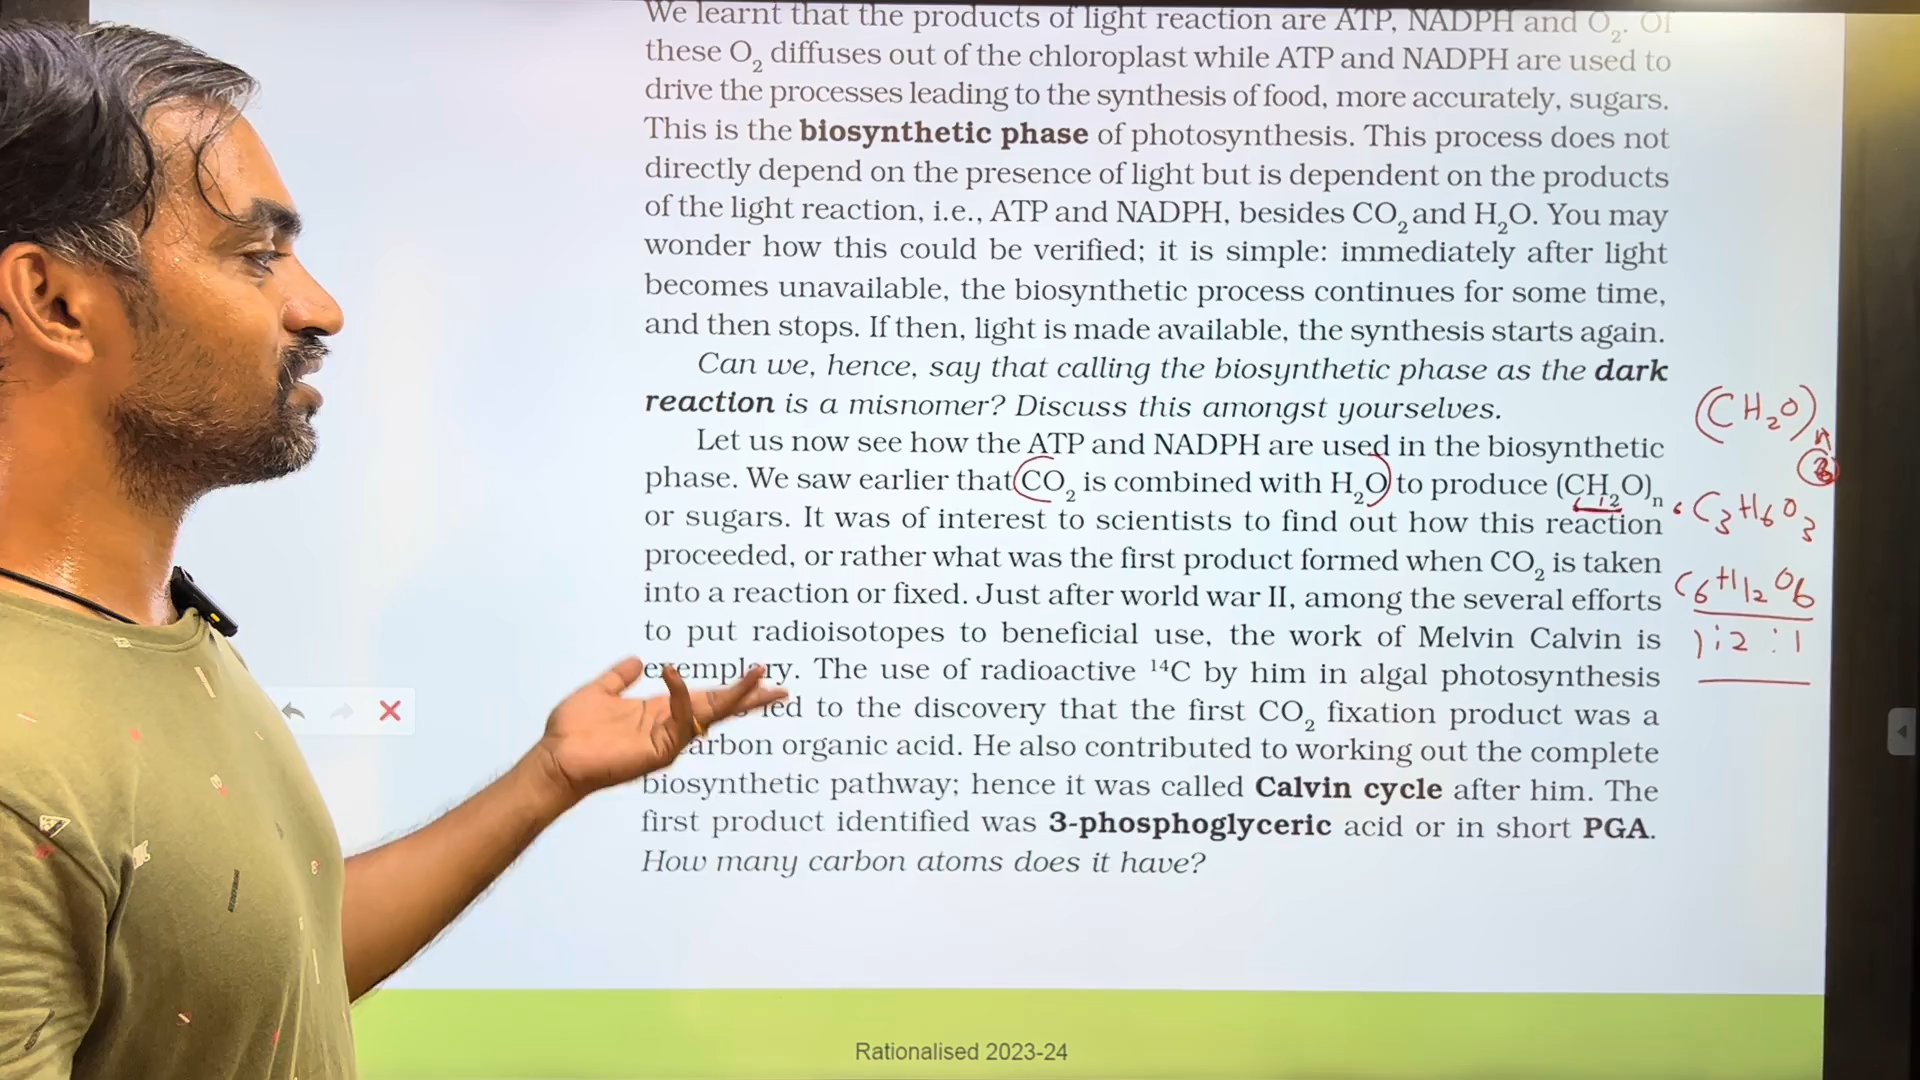 We learnt that the products of light reaction are ATP, NADPH and O₂. Of
these O₂ diffuses out of the chloroplast while ATP and NADPH are used to
drive the processes leading to the synthesis of food, more accurately, sugars.
This is the biosynthetic phase of photosynthesis. This process does not
directly depend on the presence of light but is dependent on the products
of the light reaction, i.e., ATP and NADPH, besides CO₂ and H₂O. You may
wonder how this could be verified; it is simple: immediately after light
becomes unavailable, the biosynthetic process continues for some time,
and then stops. If then, light is made available, the synthesis starts again.
Can we, hence, say that calling the biosynthetic phase as the dark
reaction is a misnomer? Discuss this amongst yourselves.
Let us now see how the ATP and NADPH are used in the biosynthetic
phase. We saw earlier that CO₂ is combined with H₂O to produce (CH₂O)ₙ
or sugars. It was of interest to scientists to find out how this reaction
proceeded, or rather what was the first product formed when CO₂ is taken
into a reaction or fixed. Just after world war II, among the several efforts
to put radioisotopes to beneficial use, the work of Melvin Calvin is
exemplary. The use of radioactive ¹⁴C by him in algal photosynthesis
led to the discovery that the first CO₂ fixation product was a
carbon organic acid. He also contributed to working out the complete
biosynthetic pathway; hence it was called Calvin cycle after him. The
first product identified was 3-phosphoglyceric acid or in short PGA.
How many carbon atoms does it have?
(CH₂O)
C₃H₆O₃
C₆H₁₂O₆
1:2:1
Rationalised 2023-24